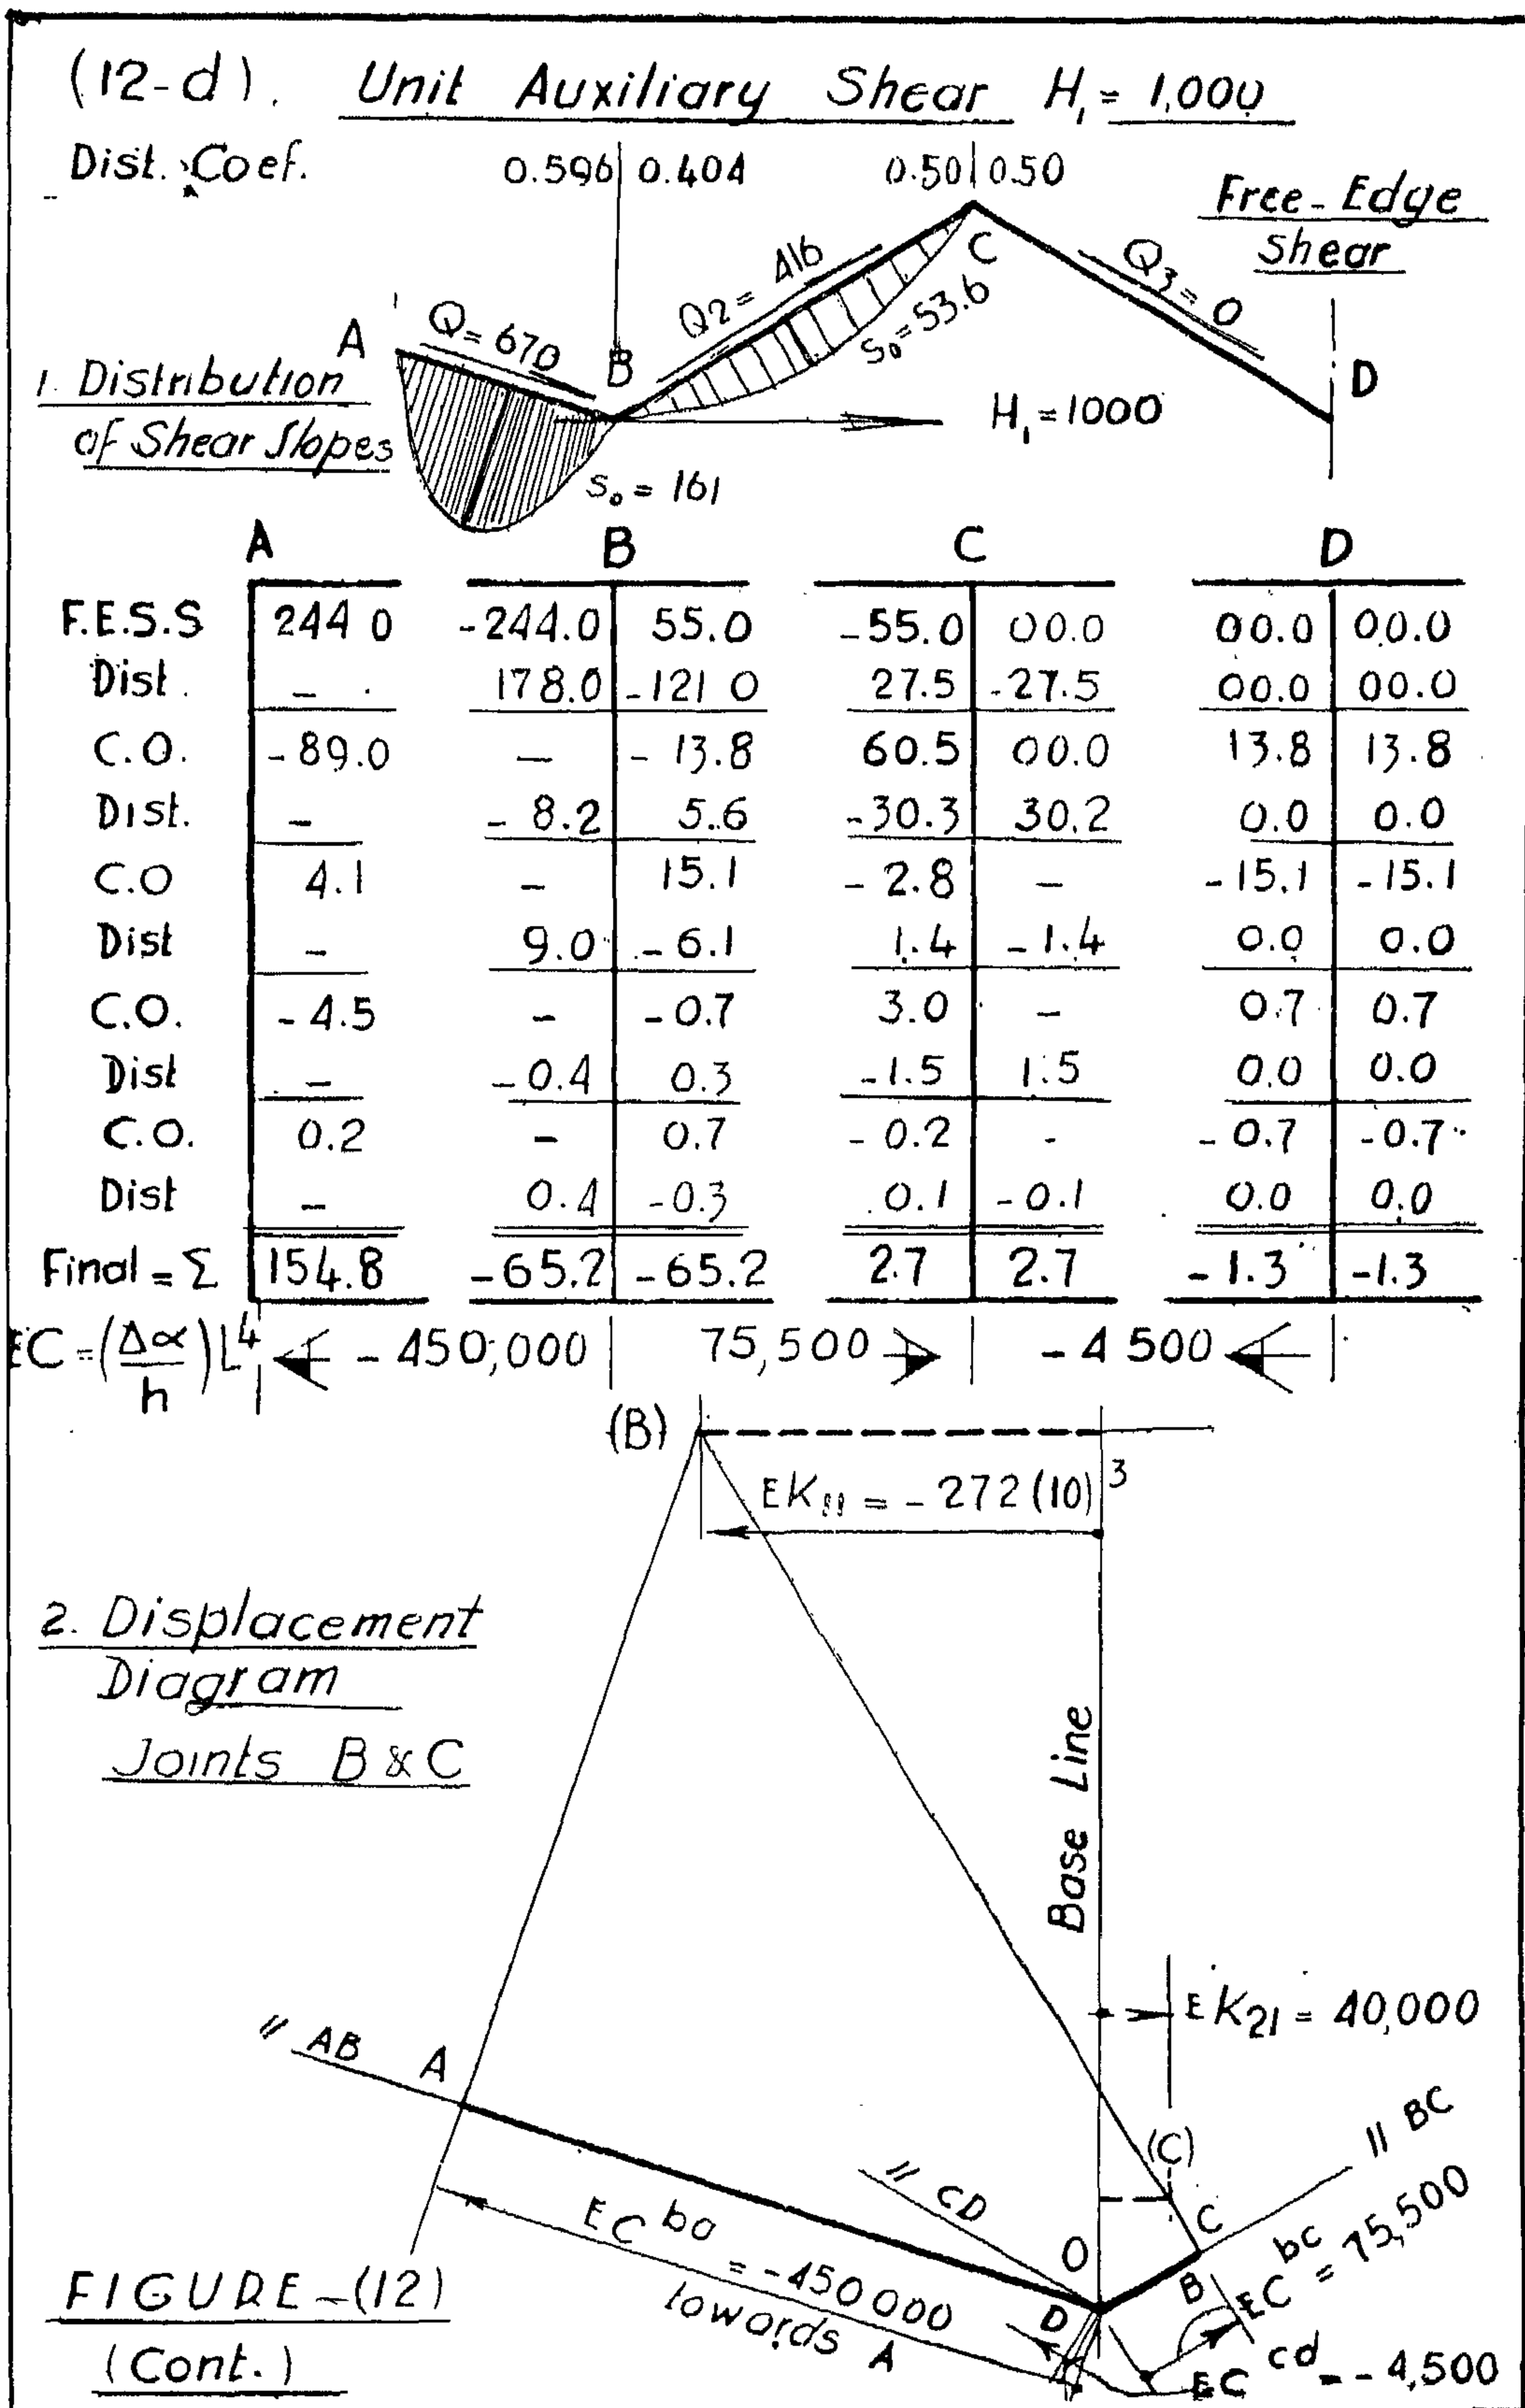 (12-d). Unit Auxiliary Shear H₁ = 1,000
Dist. Coef. 0.596 | 0.404 0.50 | 0.50
Free-Edge
Shear
A Q = 670 B Q2 = 416 C Q3 = 0 D
s₀ = 53.6
1. Distribution
of Shear Slopes
H₁ = 1000
s₀ = 161
A B C D
F.E.S.S 244 0 -244.0 55.0 -55.0 00.0 00.0 00.0
Dist. - 178.0 -121 0 27.5 -27.5 00.0 00.0
C.O. -89.0 - -13.8 60.5 00.0 13.8 13.8
Dist. - -8.2 5.6 -30.3 30.2 0.0 0.0
C.O 4.1 - 15.1 -2.8 - -15.1 -15.1
Dist - 9.0 -6.1 1.4 -1.4 0.0 0.0
C.O. -4.5 - -0.7 3.0 - 0.7 0.7
Dist - -0.4 0.3 -1.5 1.5 0.0 0.0
C.O. 0.2 - 0.7 -0.2 - -0.7 -0.7
Dist - 0.4 -0.3 0.1 -0.1 0.0 0.0
Final = Σ 154.8 -65.2 -65.2 2.7 2.7 -1.3 -1.3
EC = (Δα/h) L⁴ - 450,000 75,500 - 4 500
(B)
EK₁₁ = - 272 (10)³
2. Displacement
Diagram
Joints B & C
Base Line
EK₂₁ = 40,000
// AB A
(C)
// BC
// CD
C
O
B
D
EC ba = -450 000
towards A
EC bc = 75,500
EC cd = - 4,500
FIGURE-(12)
(Cont.)